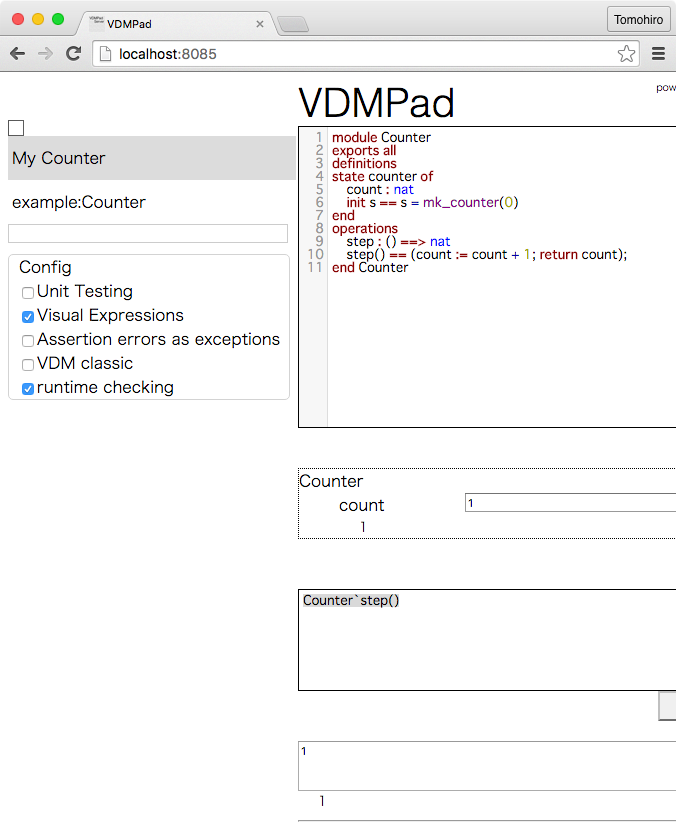 VDMPad
Tomohiro
localhost:8085
VDMPad
pow
My Counter
example:Counter
Config
Unit Testing
Visual Expressions
Assertion errors as exceptions
VDM classic
runtime checking
1 module Counter
2 exports all
3 definitions
4 state counter of
5 count : nat
6 init s == s = mk_counter(0)
7 end
8 operations
9 step : () ==> nat
10 step() == (count := count + 1; return count);
11 end Counter
Counter
count 1
1
Counter`step()
1
1